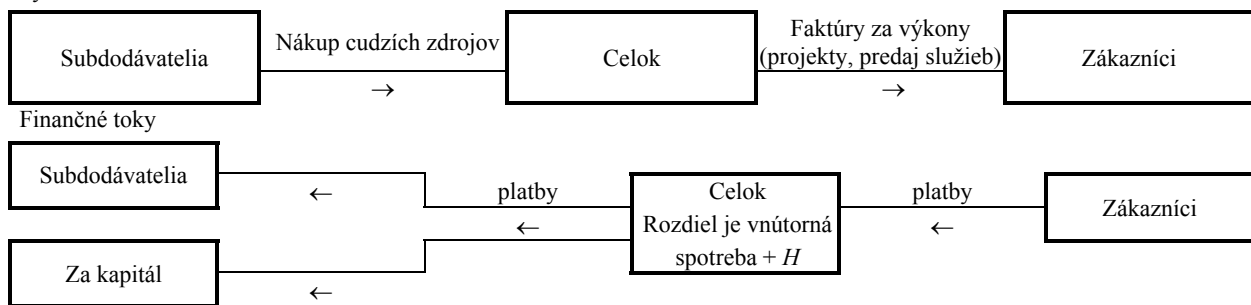 Subdodávatelia
Nákup cudzích zdrojov
→
Celok
Faktúry za výkony
(projekty, predaj služieb)
→
Zákazníci
Finančné toky
Subdodávatelia
←
platby
←
Celok
Rozdiel je vnútorná
spotreba + H
platby
←
Zákazníci
Za kapitál
←